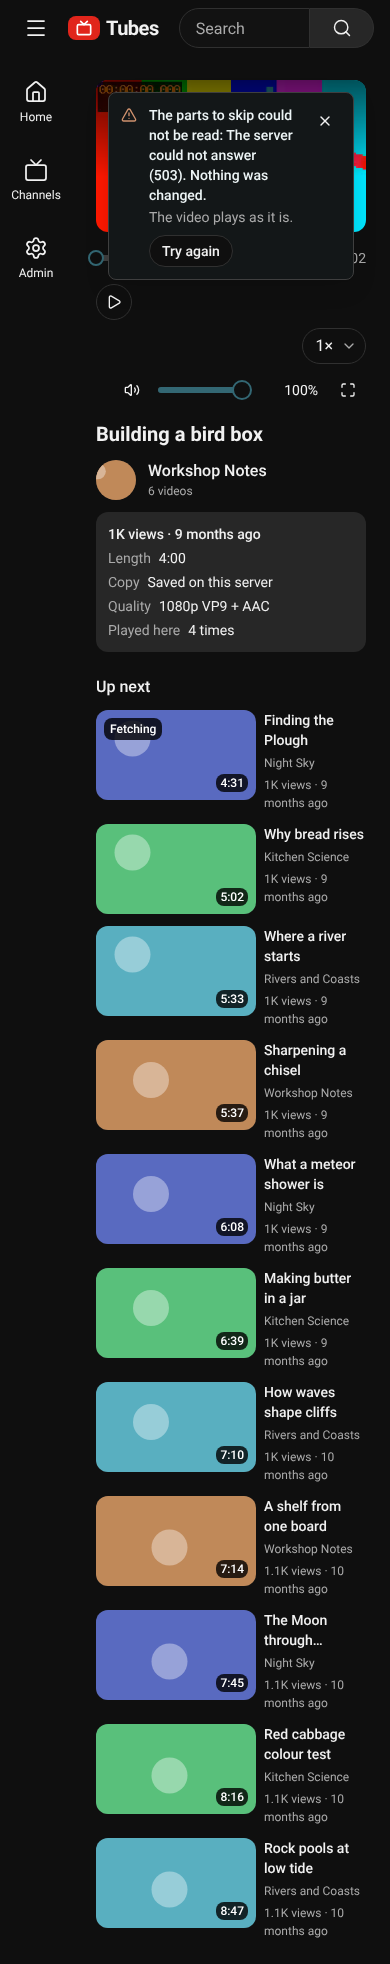 Tubes
Search
Home
Channels
Admin
00:00:00.000
The parts to skip could
not be read: The server
could not answer
(503). Nothing was
changed.
The video plays as it is.
Try again
02
1×
100%
Building a bird box
Workshop Notes
6 videos
1K views · 9 months ago
Length 4:00
Copy Saved on this server
Quality 1080p VP9 + AAC
Played here 4 times
Up next
Fetching
4:31
Finding the
Plough
Night Sky
1K views · 9
months ago
5:02
Why bread rises
Kitchen Science
1K views · 9
months ago
5:33
Where a river
starts
Rivers and Coasts
1K views · 9
months ago
5:37
Sharpening a
chisel
Workshop Notes
1K views · 9
months ago
6:08
What a meteor
shower is
Night Sky
1K views · 9
months ago
6:39
Making butter
in a jar
Kitchen Science
1K views · 9
months ago
7:10
How waves
shape cliffs
Rivers and Coasts
1K views · 10
months ago
7:14
A shelf from
one board
Workshop Notes
1.1K views · 10
months ago
7:45
The Moon
through…
Night Sky
1.1K views · 10
months ago
8:16
Red cabbage
colour test
Kitchen Science
1.1K views · 10
months ago
8:47
Rock pools at
low tide
Rivers and Coasts
1.1K views · 10
months ago